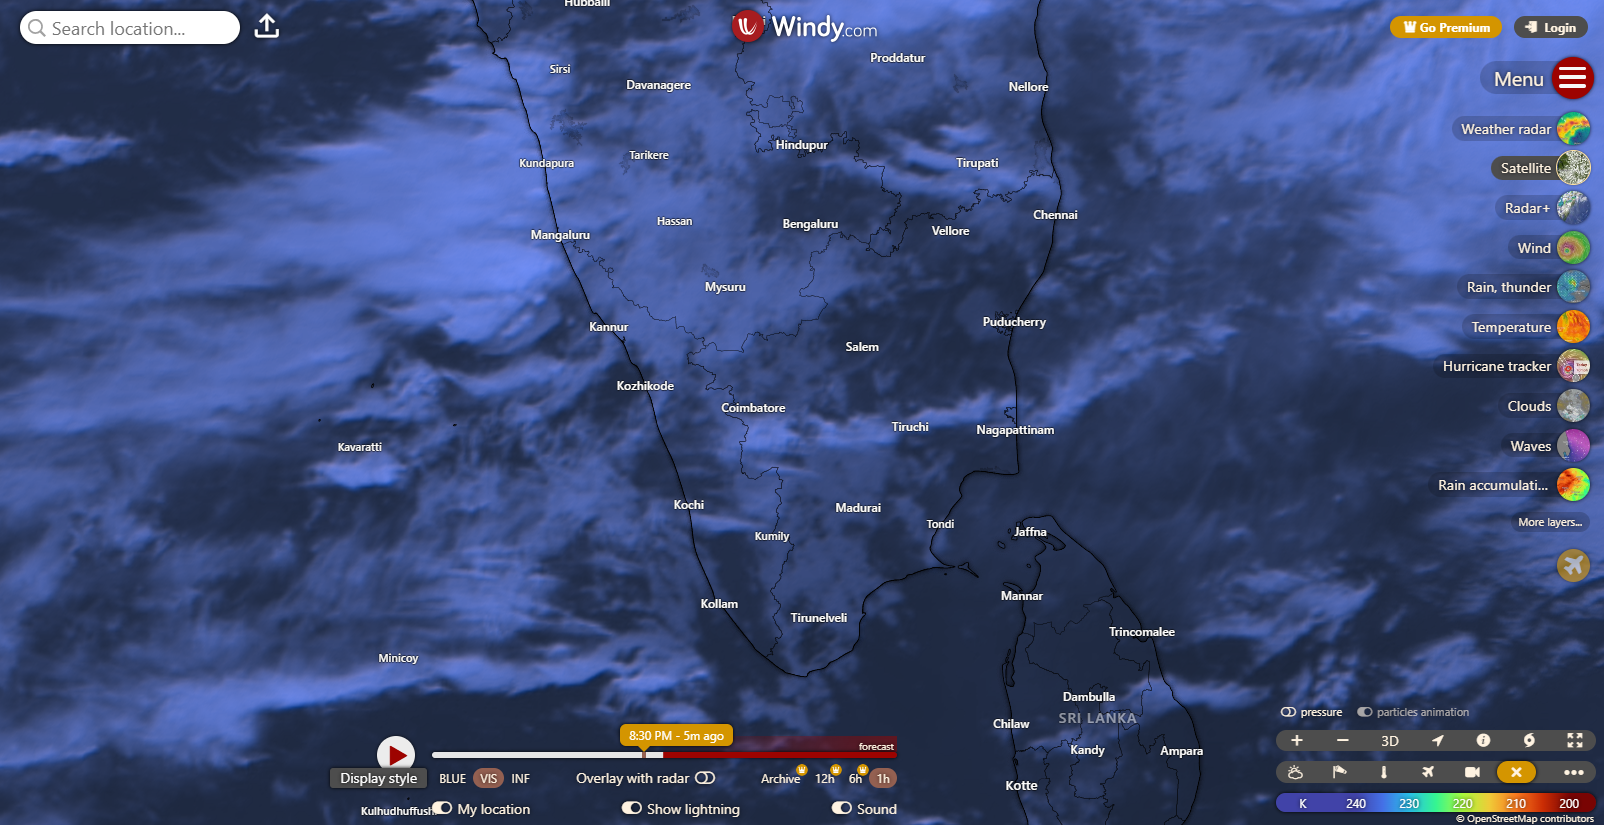 Hubballi
Search location...
Windy.com
Go Premium
Login
Proddatur
Sirsi
Davanagere
Nellore
Menu
Weather radar
Hindupur
Kundapura
Tarikere
Tirupati
Satellite
Radar+
Hassan
Bengaluru
Chennai
Mangaluru
Vellore
Wind
Mysuru
Rain, thunder
Kannur
Puducherry
Temperature
Salem
Hurricane tracker
Kozhikode
Coimbatore
Clouds
Tiruchi
Nagapattinam
Kavaratti
Waves
Rain accumulati...
Kochi
Madurai
Kumily
Tondi
Jaffna
More layers...
Kollam
Tirunelveli
Mannar
Trincomalee
Minicoy
Dambulla
SRI LANKA
Chilaw
Kandy
Ampara
Kotte
pressure
particles animation
8:30 PM - 5m ago
forecast
3D
Display style
BLUE VIS INF
Overlay with radar
Archive 12h 6h 1h
Kulhudhuffush
My location
Show lightning
Sound
K 240 230 220 210 200
© OpenStreetMap contributors